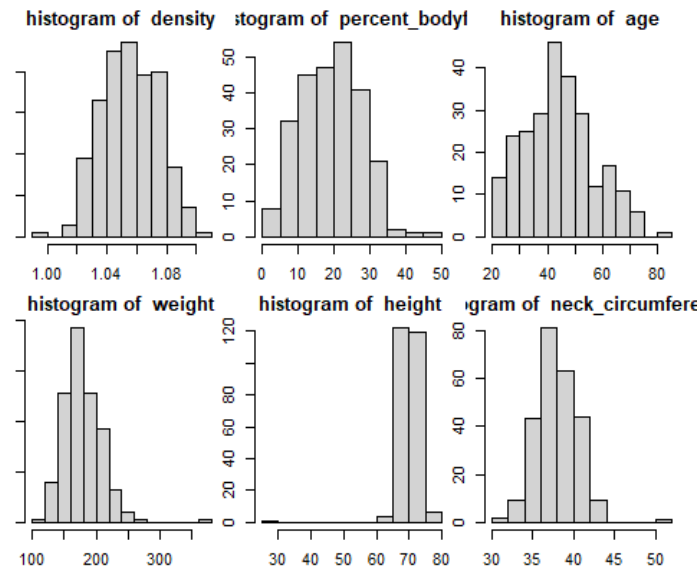 histogram of density
stogram of percent_bodyf
histogram of age
0 10 20 30 40 50
0 10 20 30 40
1.00 1.04 1.08
0 10 20 30 40 50
20 40 60 80
histogram of weight
histogram of height
ogram of neck_circumfere
0 20 40 60 80 120
0 20 40 60 80
100 200 300
30 40 50 60 70 80
30 35 40 45 50